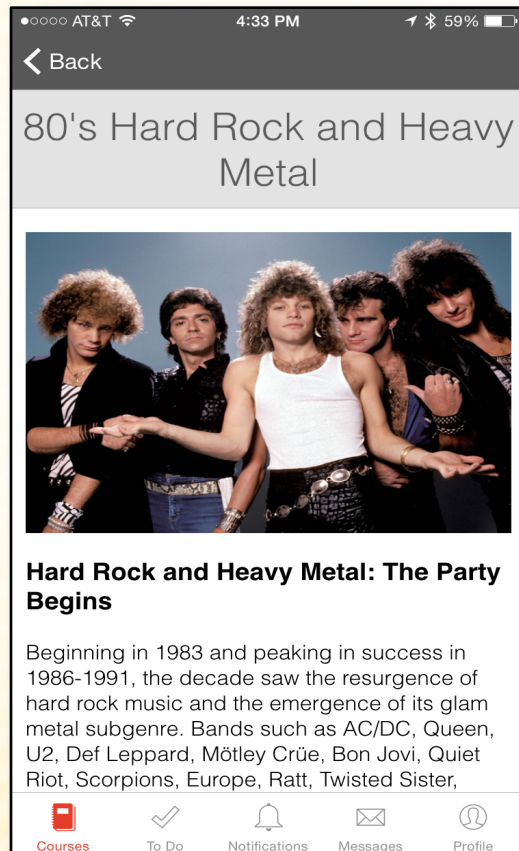 AT&T 4:33 PM 59%
Back
80's Hard Rock and Heavy
Metal
Hard Rock and Heavy Metal: The Party
Begins
Beginning in 1983 and peaking in success in
1986-1991, the decade saw the resurgence of
hard rock music and the emergence of its glam
metal subgenre. Bands such as AC/DC, Queen,
U2, Def Leppard, Mötley Crüe, Bon Jovi, Quiet
Riot, Scorpions, Europe, Ratt, Twisted Sister,
Courses To Do Notifications Messages Profile